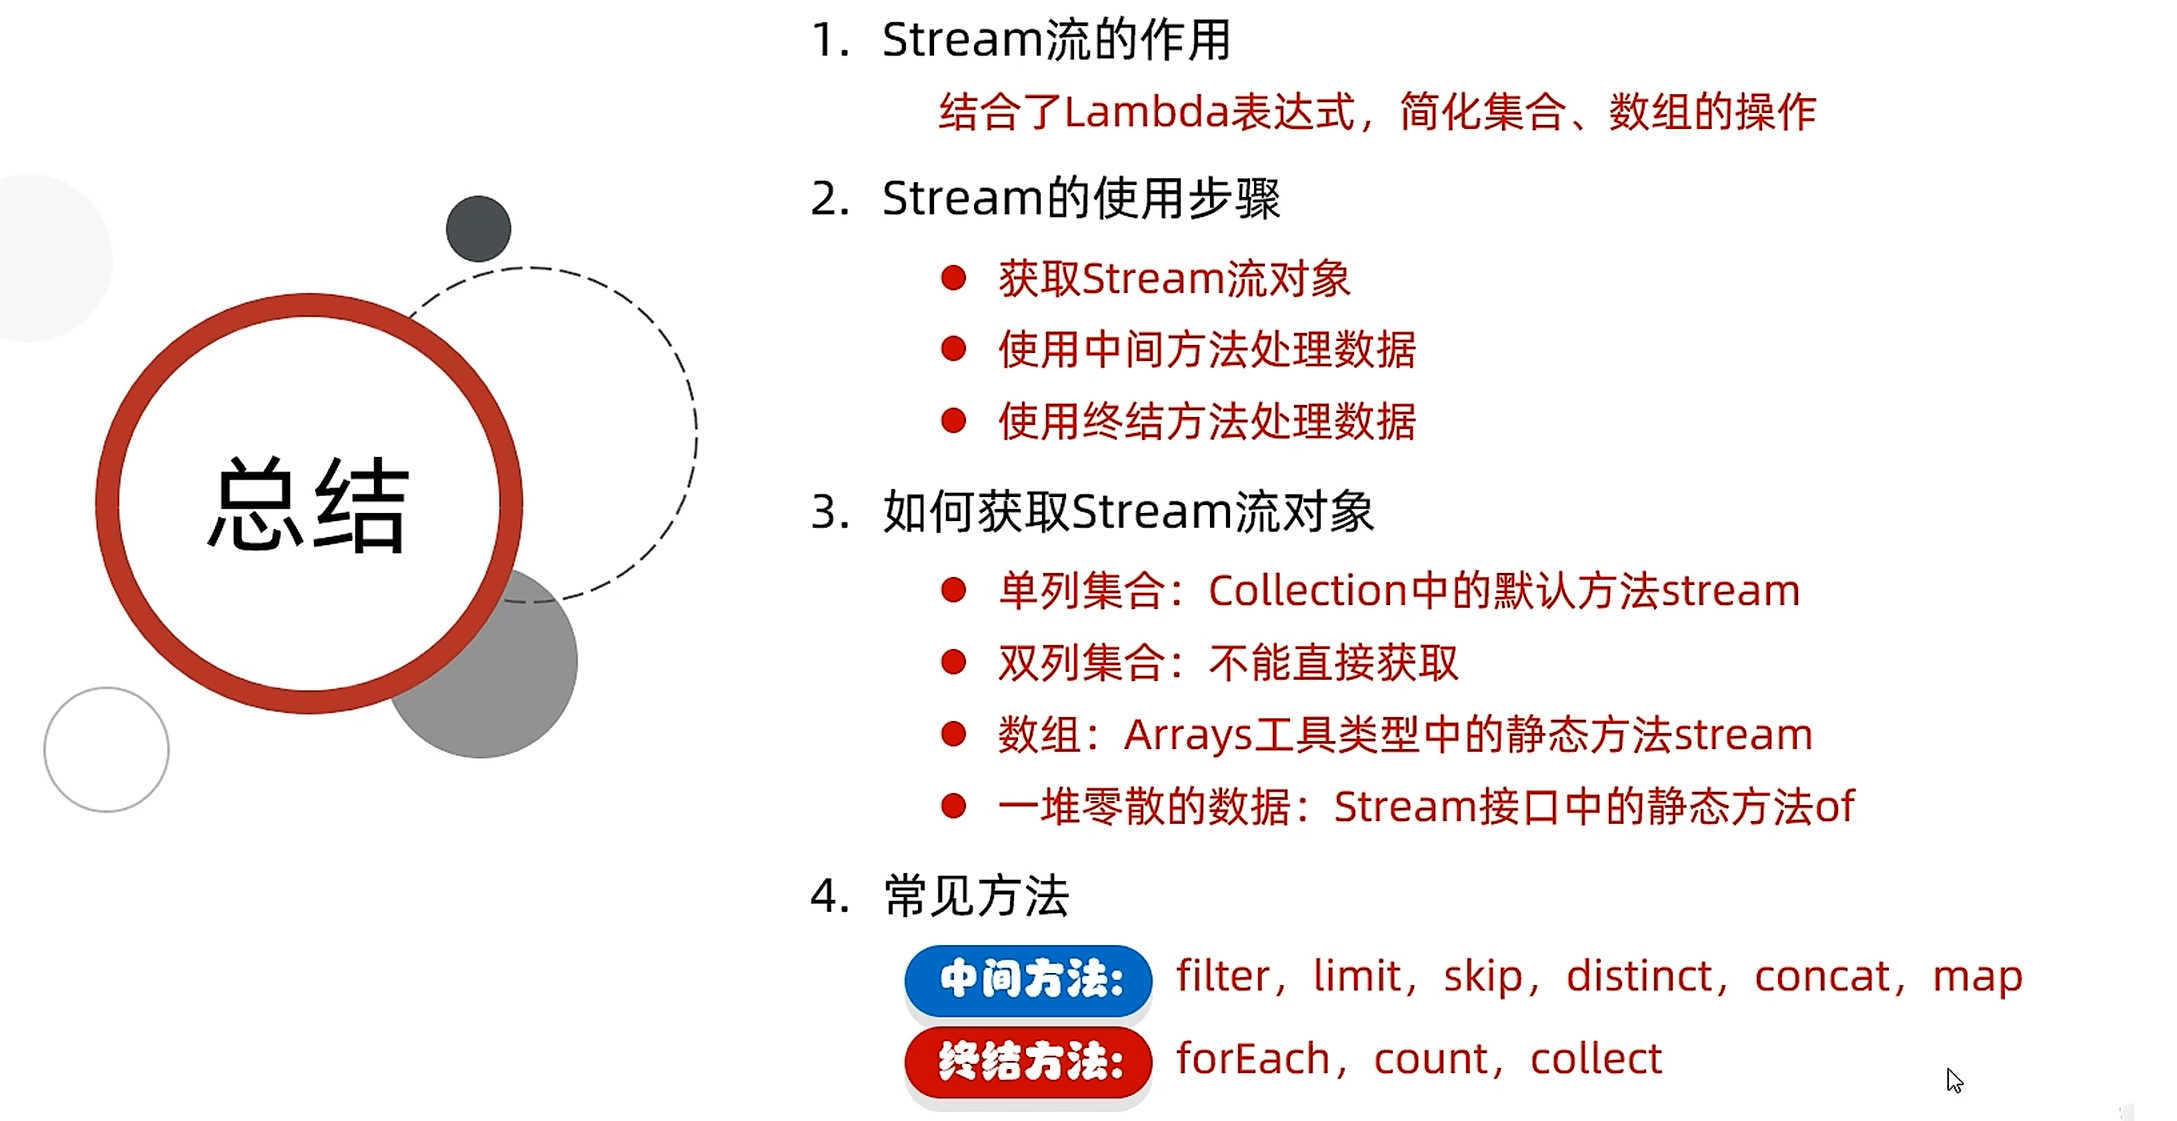 总结
1. Stream流的作用
结合了Lambda表达式，简化集合、数组的操作
2. Stream的使用步骤
获取Stream流对象
使用中间方法处理数据
使用终结方法处理数据
3. 如何获取Stream流对象
单列集合：Collection中的默认方法stream
双列集合：不能直接获取
数组：Arrays工具类型中的静态方法stream
一堆零散的数据：Stream接口中的静态方法of
4. 常见方法
中间方法: filter，limit，skip，distinct，concat，map
终结方法: forEach，count，collect